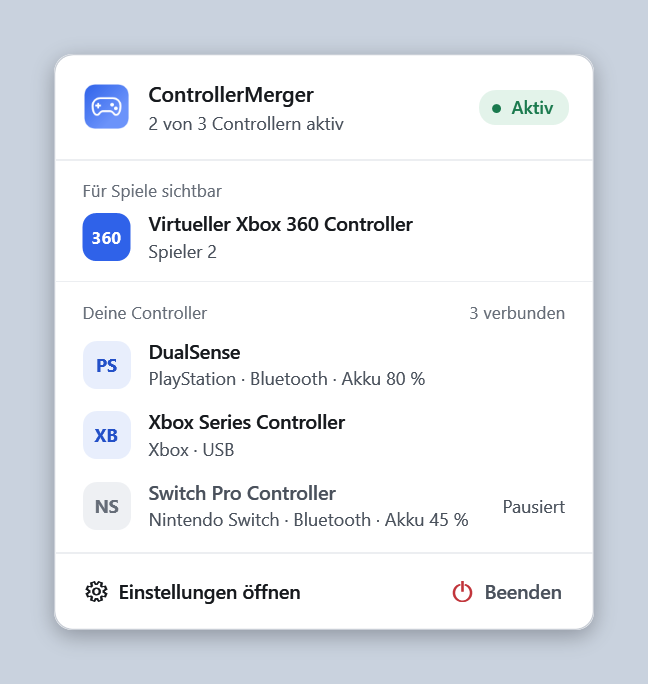 ControllerMerger
2 von 3 Controllern aktiv
Aktiv
Für Spiele sichtbar
360
Virtueller Xbox 360 Controller
Spieler 2
Deine Controller
3 verbunden
PS
DualSense
PlayStation · Bluetooth · Akku 80 %
XB
Xbox Series Controller
Xbox · USB
NS
Switch Pro Controller
Nintendo Switch · Bluetooth · Akku 45 %
Pausiert
Einstellungen öffnen
Beenden